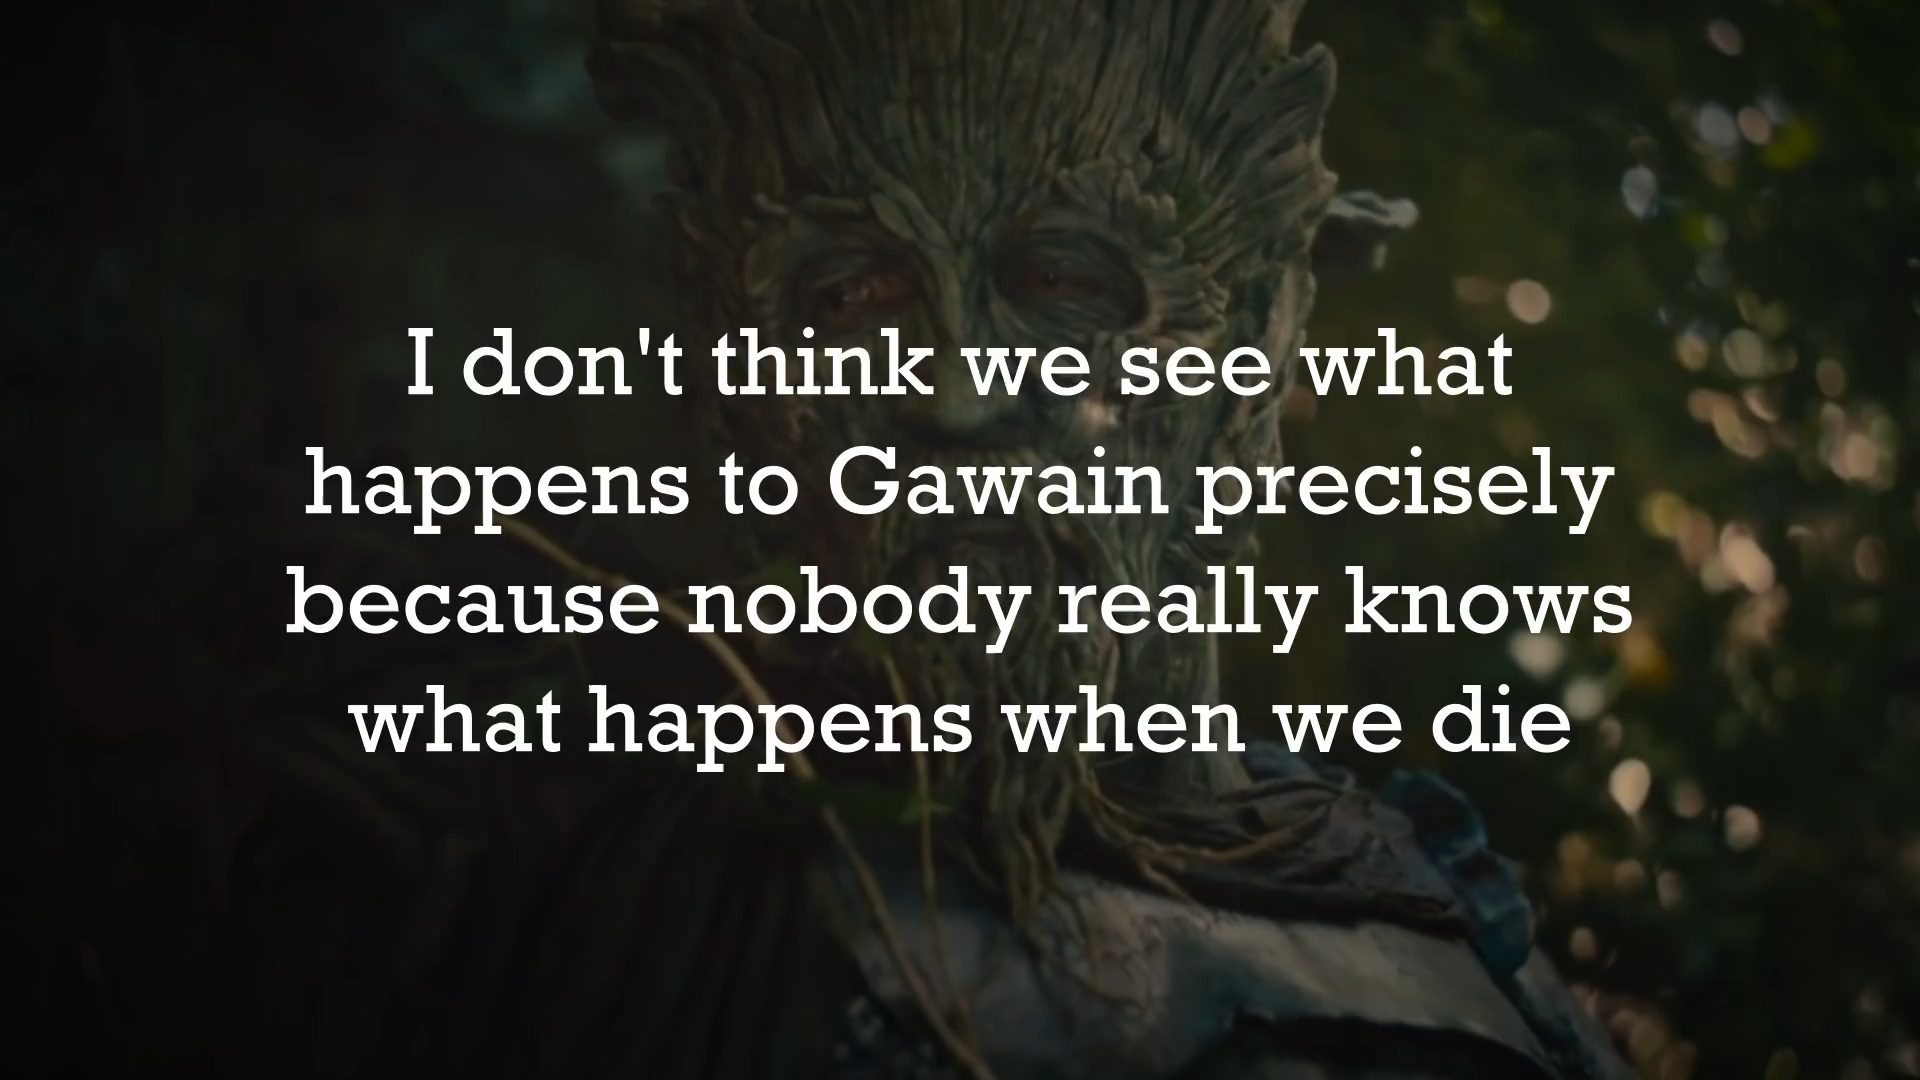 I don't think we see what
happens to Gawain precisely
because nobody really knows
what happens when we die